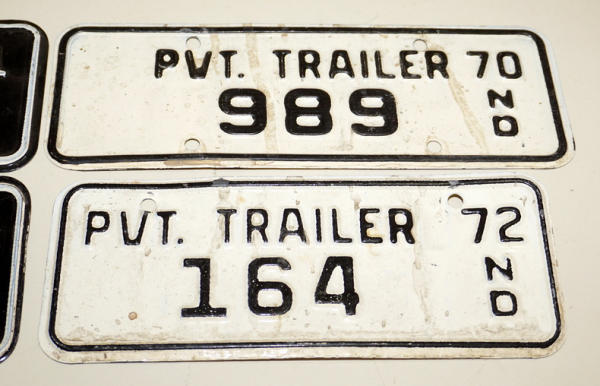 PVT. TRAILER 70
989 ND
PVT. TRAILER 72
164 ND